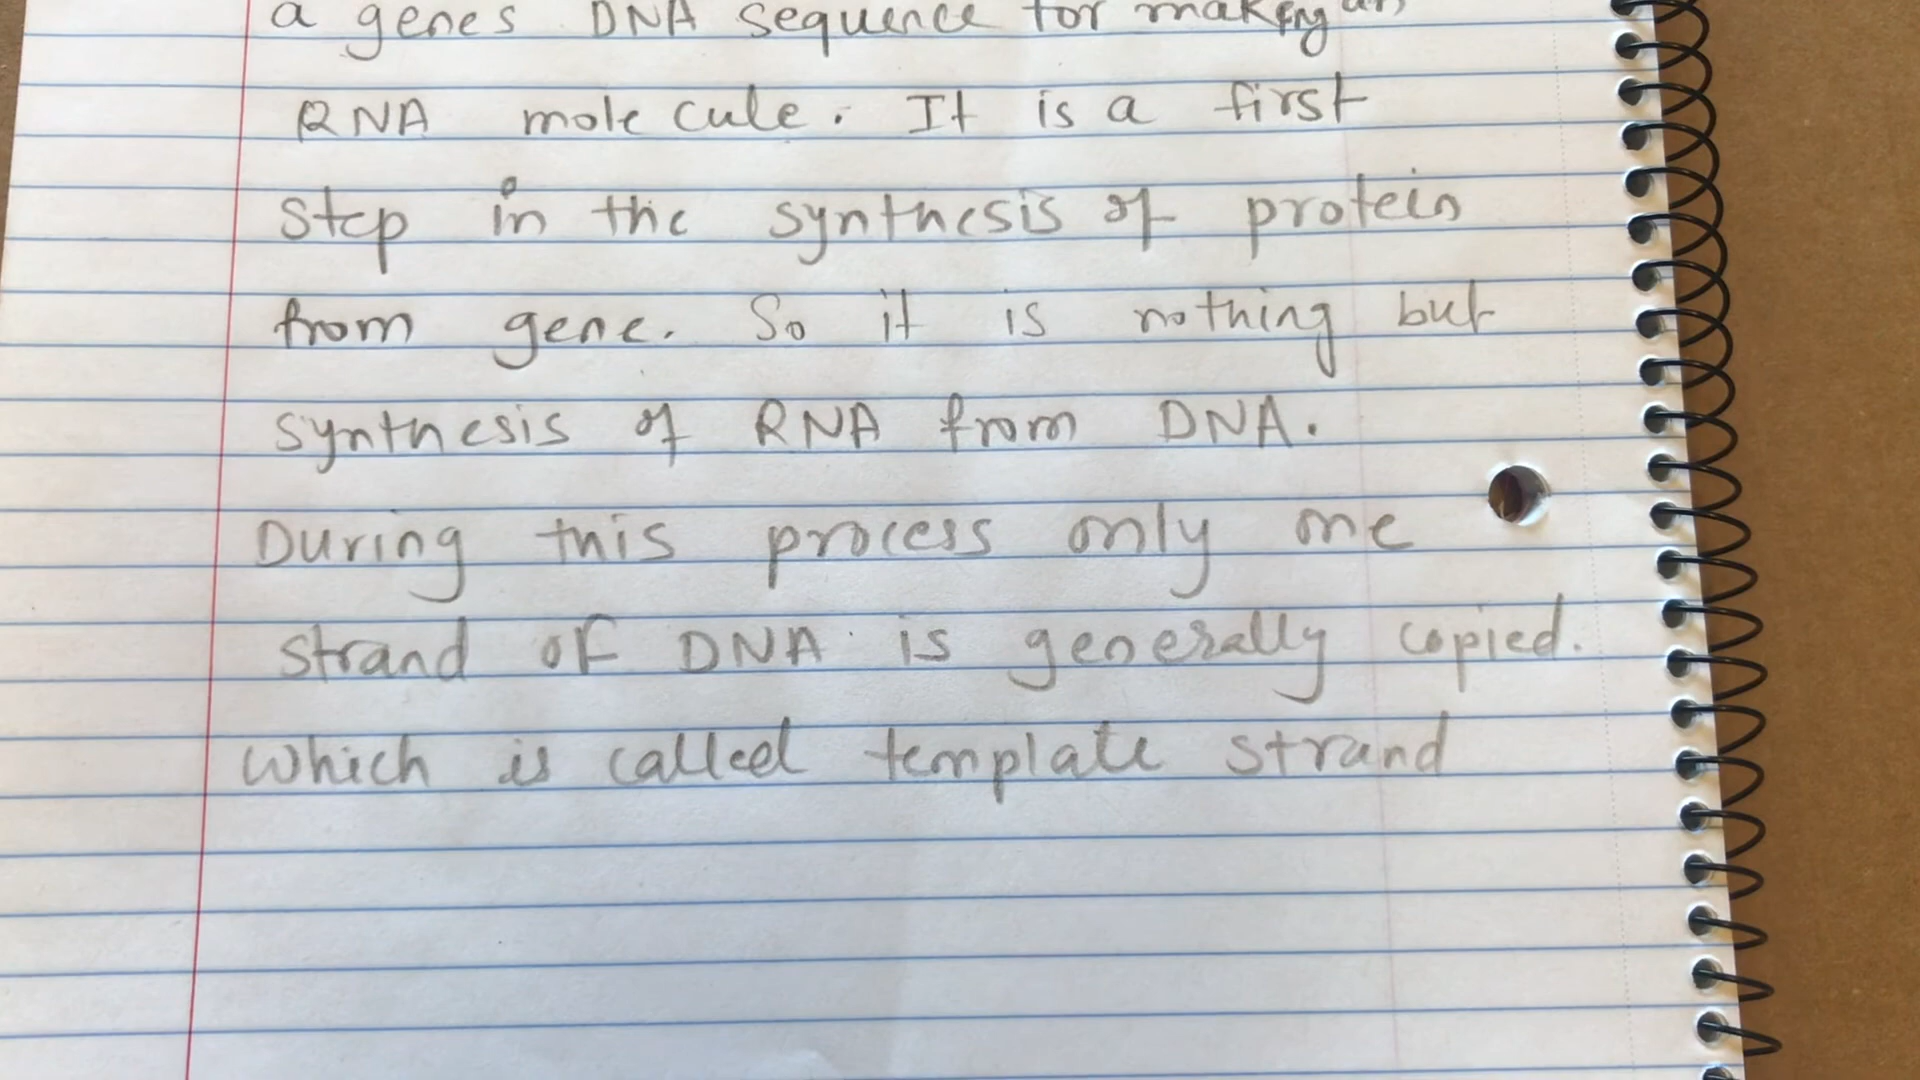 a genes DNA sequence for making an
RNA molecule. It is a first
step in the synthesis of protein
from gene. So it is nothing but
synthesis of RNA from DNA.
During this process only one
strand of DNA is generally copied.
which is called template strand